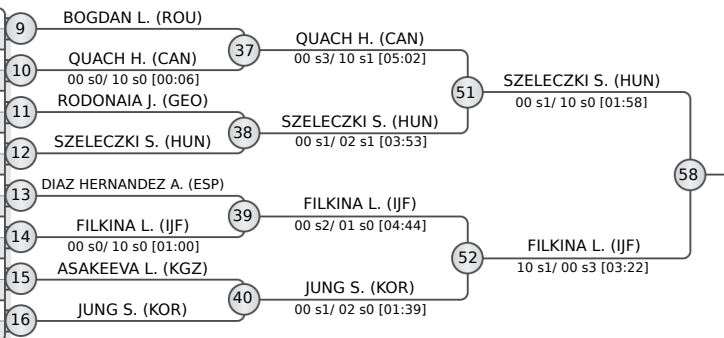 9
BOGDAN L. (ROU)
37
10
QUACH H. (CAN)
00 s0/ 10 s0 [00:06]
QUACH H. (CAN)
00 s3/ 10 s1 [05:02]
51
11
RODONAIA J. (GEO)
38
12
SZELECZKI S. (HUN)
SZELECZKI S. (HUN)
00 s1/ 02 s1 [03:53]
SZELECZKI S. (HUN)
00 s1/ 10 s0 [01:58]
58
13
DIAZ HERNANDEZ A. (ESP)
39
14
FILKINA L. (IJF)
00 s0/ 10 s0 [01:00]
FILKINA L. (IJF)
00 s2/ 01 s0 [04:44]
52
15
ASAKEEVA L. (KGZ)
40
16
JUNG S. (KOR)
JUNG S. (KOR)
00 s1/ 02 s0 [01:39]
FILKINA L. (IJF)
10 s1/ 00 s3 [03:22]